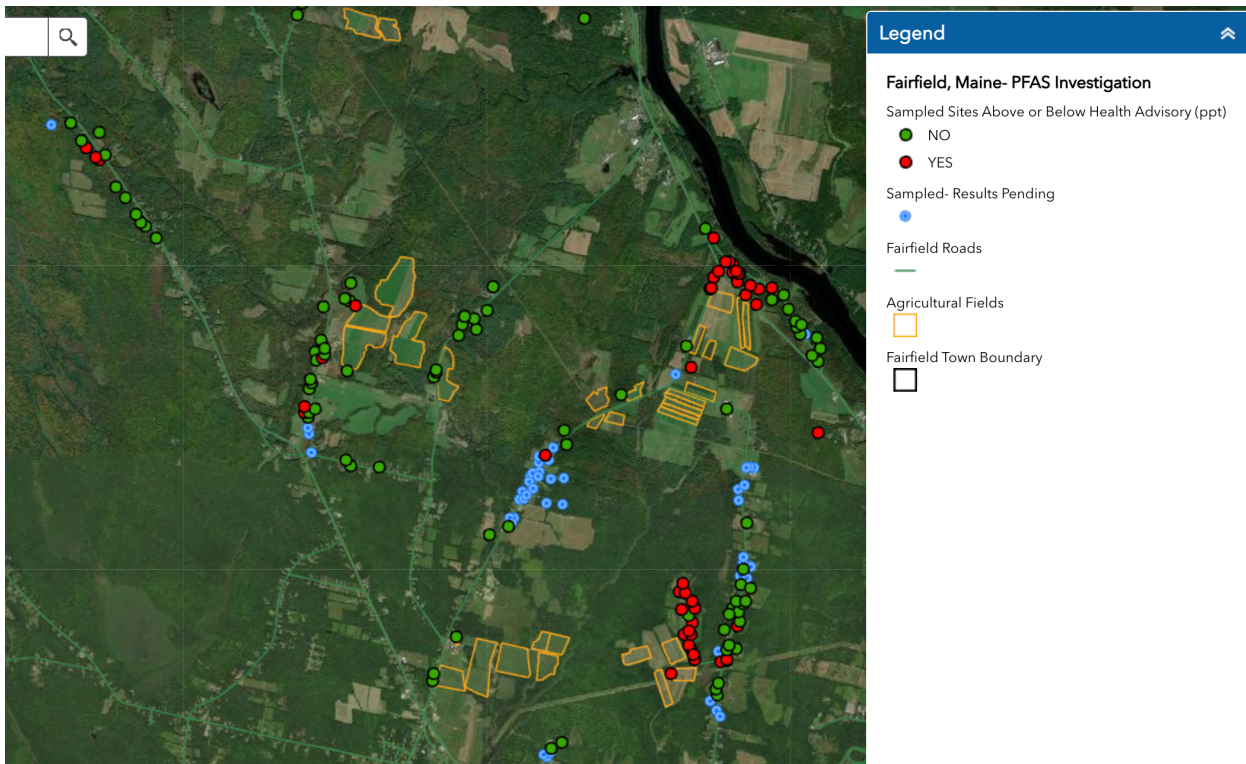 Legend
Fairfield, Maine- PFAS Investigation
Sampled Sites Above or Below Health Advisory (ppt)
NO
YES
Sampled- Results Pending
Fairfield Roads
Agricultural Fields
Fairfield Town Boundary